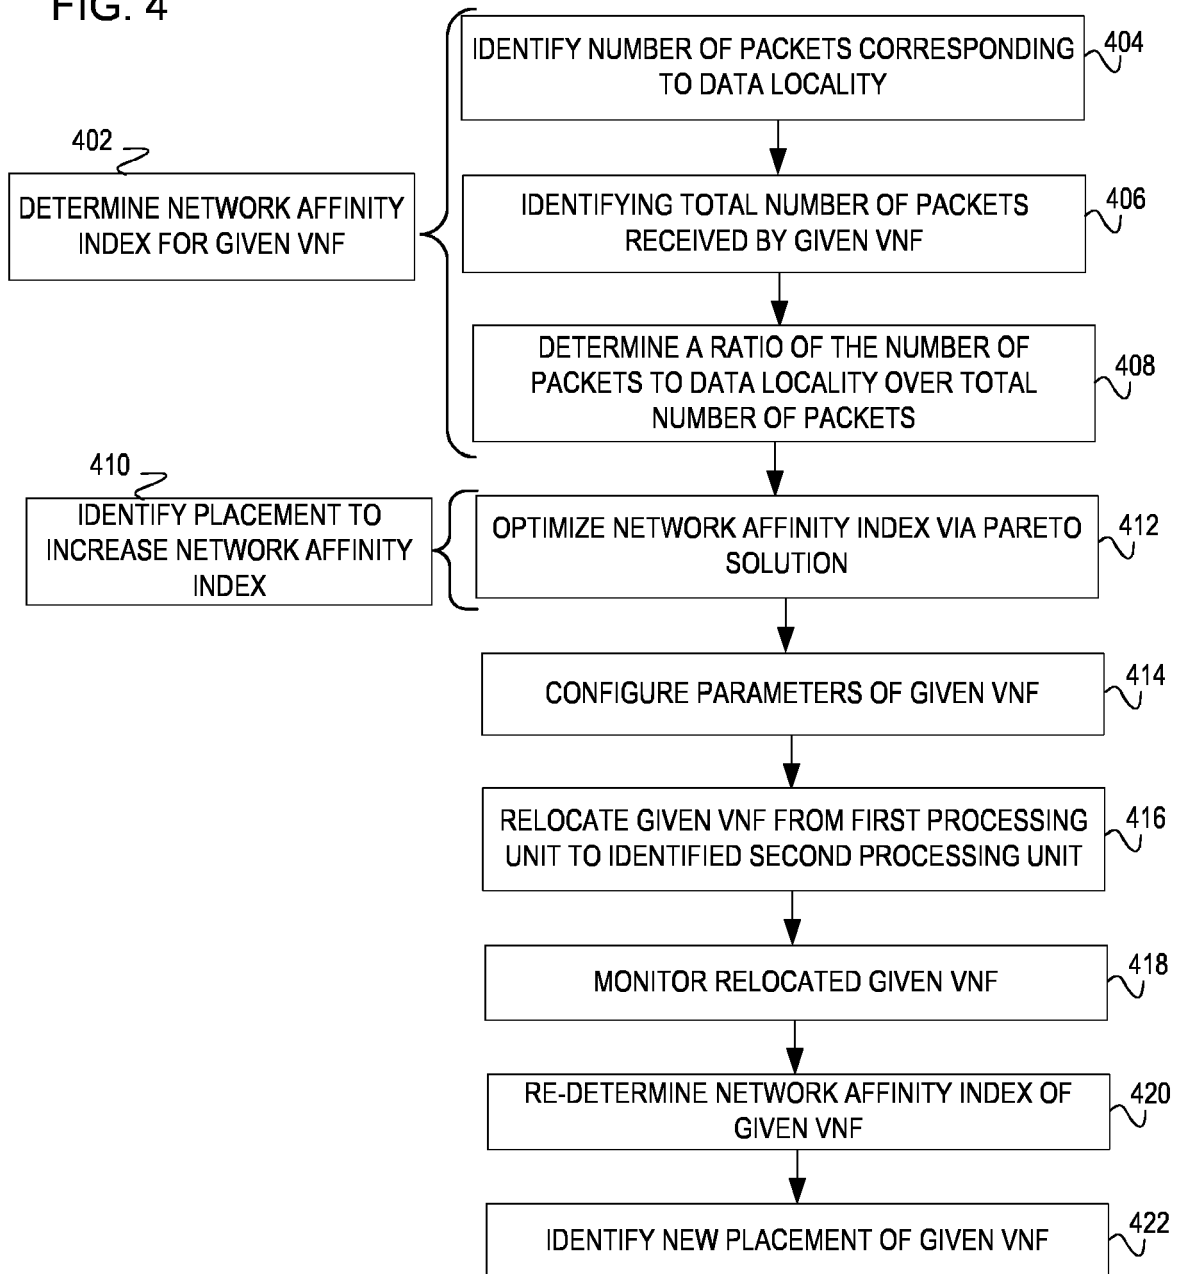 FIG. 4
IDENTIFY NUMBER OF PACKETS CORRESPONDING
TO DATA LOCALITY
404
402
DETERMINE NETWORK AFFINITY
INDEX FOR GIVEN VNF
IDENTIFYING TOTAL NUMBER OF PACKETS
RECEIVED BY GIVEN VNF
406
DETERMINE A RATIO OF THE NUMBER OF
PACKETS TO DATA LOCALITY OVER TOTAL
NUMBER OF PACKETS
408
410
IDENTIFY PLACEMENT TO
INCREASE NETWORK AFFINITY
INDEX
OPTIMIZE NETWORK AFFINITY INDEX VIA PARETO
SOLUTION
412
CONFIGURE PARAMETERS OF GIVEN VNF
414
RELOCATE GIVEN VNF FROM FIRST PROCESSING
UNIT TO IDENTIFIED SECOND PROCESSING UNIT
416
MONITOR RELOCATED GIVEN VNF
418
RE-DETERMINE NETWORK AFFINITY INDEX OF
GIVEN VNF
420
IDENTIFY NEW PLACEMENT OF GIVEN VNF
422